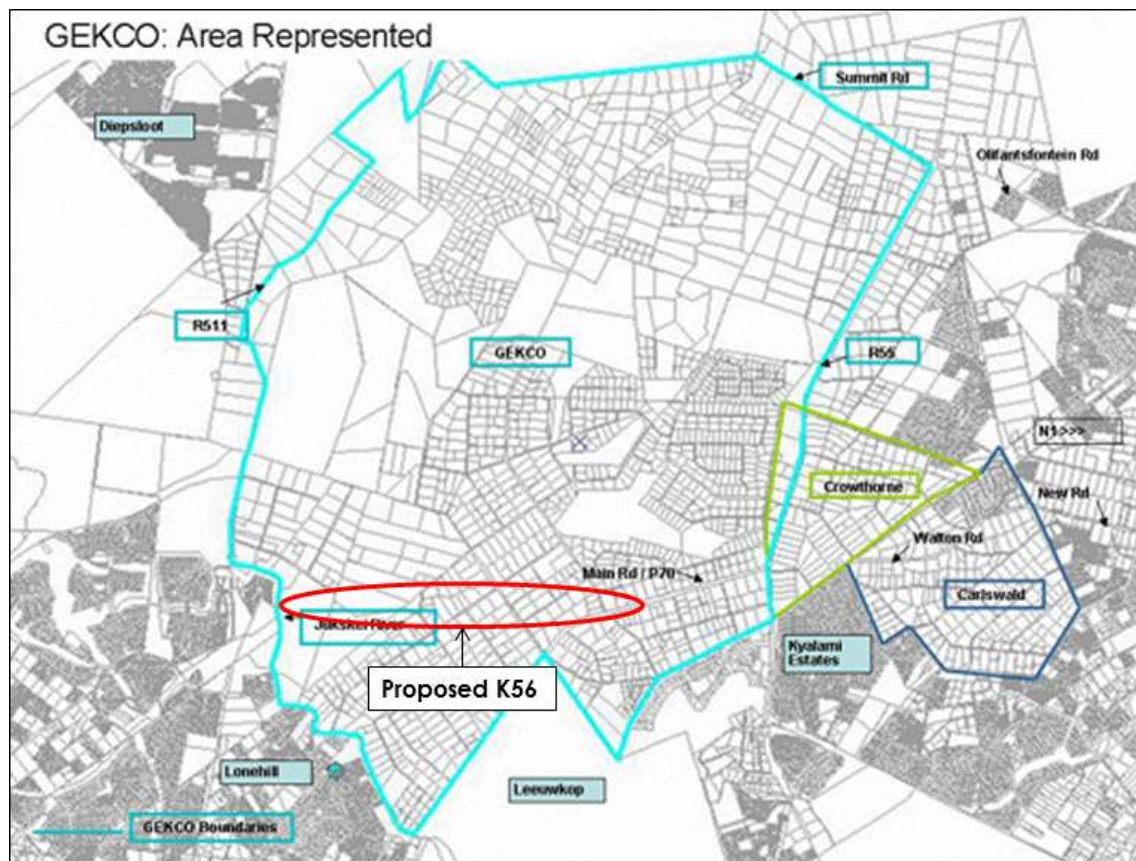 GEKCO: Area Represented
Summit Rd
Diepsloot
Olifantsfontein Rd
R511
GEKCO
R55
N1>>>
Crowthorne
New Rd
Walton Rd
Main Rd / P70
Carlswald
Jukskei River
Kyalami
Estates
Proposed K56
Lonehill
Leeuwkop
GEKCO Boundaries